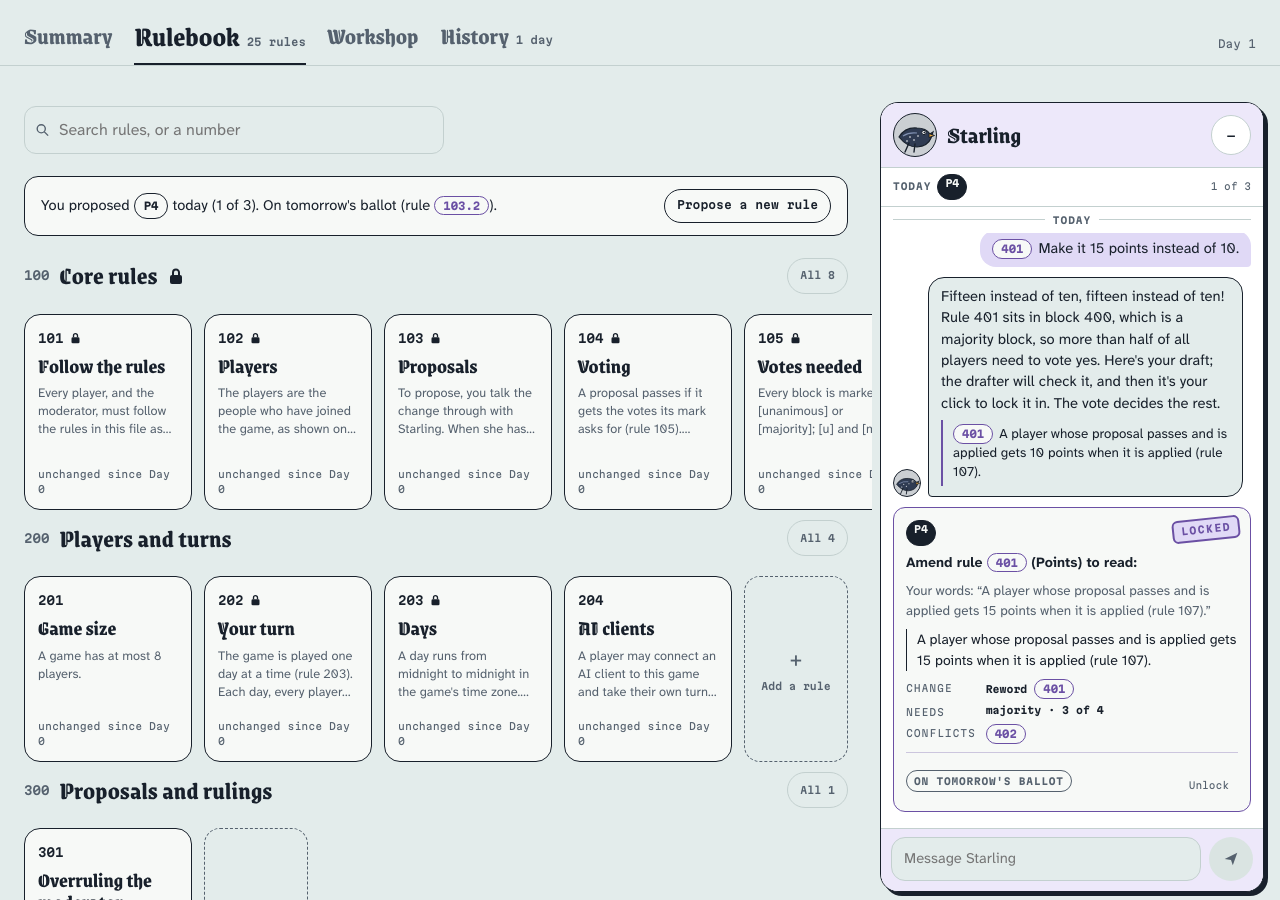 Summary Rulebook 25 rules Workshop History 1 day Day 1
Search rules, or a number
You proposed P4 today (1 of 3). On tomorrow's ballot (rule 103.2).
Propose a new rule
100 Core rules All 8
101
Follow the rules
Every player, and the
moderator, must follow
the rules in this file as…
unchanged since Day
0
102
Players
The players are the
people who have joined
the game, as shown on…
unchanged since Day
0
103
Proposals
To propose, you talk the
change through with
Starling. When she has…
unchanged since Day
0
104
Voting
A proposal passes if it
gets the votes its mark
asks for (rule 105)….
unchanged since Day
0
105
Votes needed
Every block is marke
[unanimous] or
[majority]; [u] and [m
unchanged since D
0
200 Players and turns All 4
201
Game size
A game has at most 8
players.
unchanged since Day
0
202
Your turn
The game is played one
day at a time (rule 203).
Each day, every player…
unchanged since Day
0
203
Days
A day runs from
midnight to midnight in
the game's time zone….
unchanged since Day
0
204
AI clients
A player may connect an
AI client to this game
and take their own turn…
unchanged since Day
0
+
Add a rule
300 Proposals and rulings All 1
301
Overruling the
Starling
–
TODAY P4 1 of 3
TODAY
401 Make it 15 points instead of 10.
Fifteen instead of ten, fifteen instead of ten!
Rule 401 sits in block 400, which is a
majority block, so more than half of all
players need to vote yes. Here's your draft;
the drafter will check it, and then it's your
click to lock it in. The vote decides the rest.
401 A player whose proposal passes and is
applied gets 10 points when it is applied (rule
107).
P4 LOCKED
Amend rule 401 (Points) to read:
Your words: “A player whose proposal passes and is
applied gets 15 points when it is applied (rule 107).”
A player whose proposal passes and is applied gets
15 points when it is applied (rule 107).
CHANGE Reword 401
NEEDS majority · 3 of 4
CONFLICTS 402
ON TOMORROW'S BALLOT Unlock
Message Starling